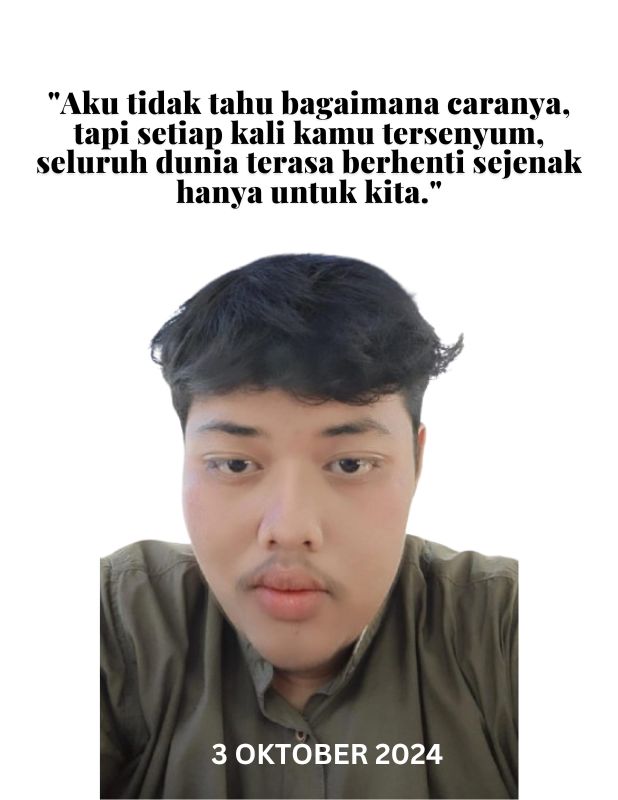 "Aku tidak tahu bagaimana caranya,
tapi setiap kali kamu tersenyum,
seluruh dunia terasa berhenti sejenak
hanya untuk kita."
3 OKTOBER 2024